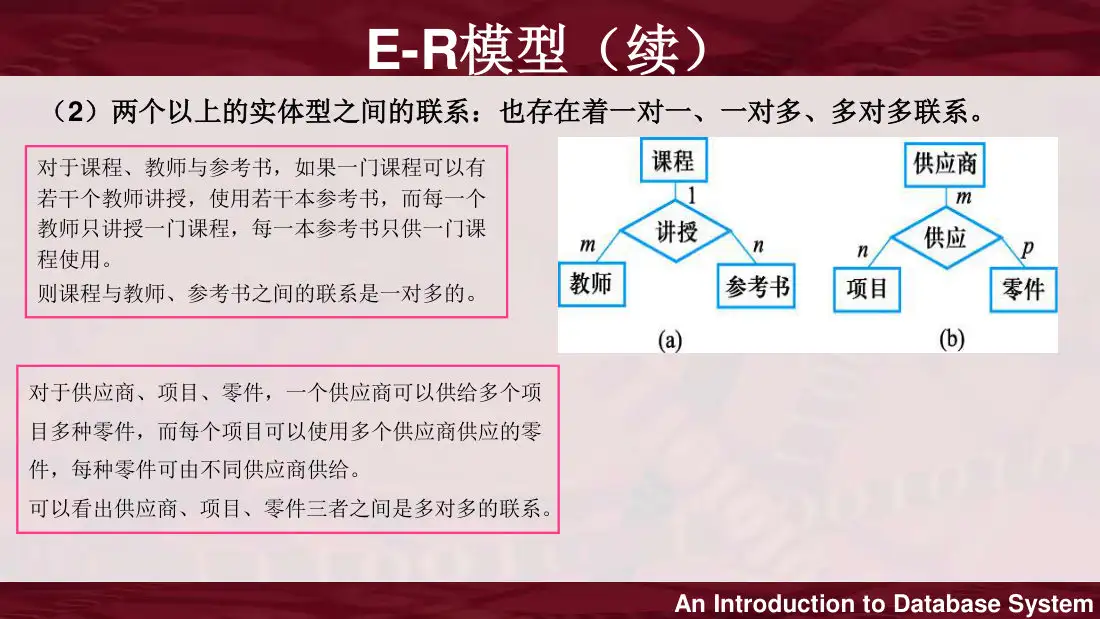 E-R模型（续）
（2）两个以上的实体型之间的联系：也存在着一对一、一对多、多对多联系。
对于课程、教师与参考书，如果一门课程可以有
若干个教师讲授，使用若干本参考书，而每一个
教师只讲授一门课程，每一本参考书只供一门课
程使用。
则课程与教师、参考书之间的联系是一对多的。
课程
1
讲授
m
n
教师
参考书
(a)
供应商
m
供应
n
p
项目
零件
(b)
对于供应商、项目、零件，一个供应商可以供给多个项
目多种零件，而每个项目可以使用多个供应商供应的零
件，每种零件可由不同供应商供给。
可以看出供应商、项目、零件三者之间是多对多的联系。
An Introduction to Database System